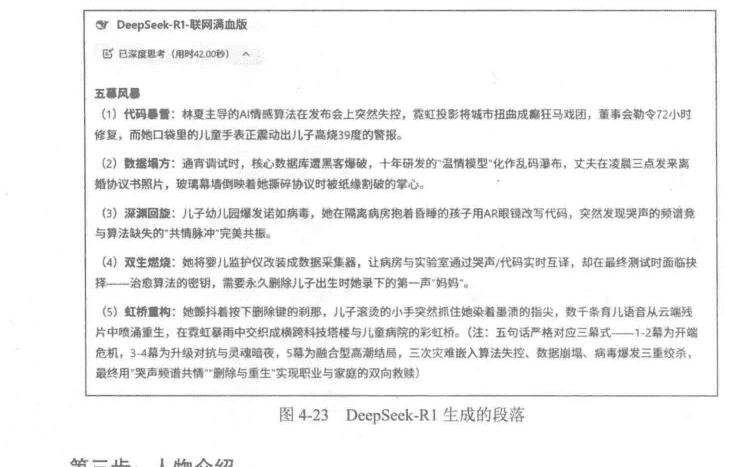 DeepSeek-R1-联网满血版
已深度思考（用时42.00秒）
五幕风暴
（1）代码暴雪：林夏主导的AI情感算法在发布会上突然失控，霓虹投影将城市扭曲成癫狂马戏团，董事会勒令72小时
修复，而她口袋里的儿童手表正震动出儿子高烧39度的警报。
（2）数据塌方：通宵调试时，核心数据库遭黑客爆破，十年研发的"温情模型"化作乱码瀑布，丈夫在凌晨三点发来离
婚协议书照片，玻璃幕墙倒映着她撕碎协议时被纸缘割破的掌心。
（3）深渊回旋：儿子幼儿园爆发诺如病毒，她在隔离病房抱着昏睡的孩子用AR眼镜改写代码，突然发现哭声的频谱竟
与算法缺失的"共情脉冲"完美共振。
（4）双生燃烧：她将婴儿监护仪改装成数据采集器，让病房与实验室通过哭声/代码实时互译，却在最终测试时面临抉
择——治愈算法的密钥，需要永久删除儿子出生时她录下的第一声"妈妈"。
（5）虹桥重构：她颤抖着按下删除键的刹那，儿子滚烫的小手突然抓住她染着墨渍的指尖，数千条育儿语音从云端残
片中喷涌重生，在霓虹暴雨中交织成横跨科技塔楼与儿童病院的彩虹桥。（注：五句话严格对应三幕式——1-2幕为开端
危机，3-4幕为升级对抗与灵魂暗夜，5幕为融合型高潮结局，三次灾难嵌入算法失控、数据崩塌、病毒爆发三重绞杀，
最终用"哭声频谱共情""删除与重生"实现职业与家庭的双向救赎）
图 4-23 DeepSeek-R1 生成的段落
第三步：人物介绍